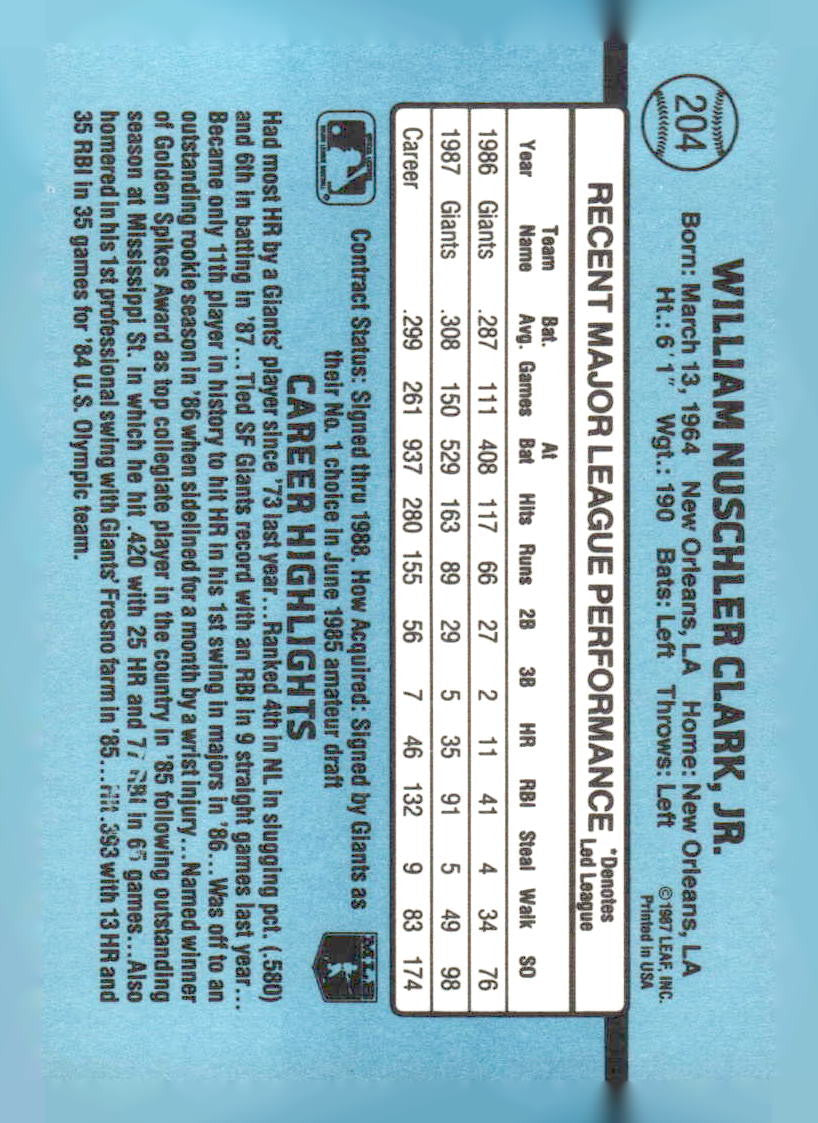 204
WILLIAM NUSCHLER CLARK, JR.
Born: March 13, 1964 New Orleans, LA Home: New Orleans, LA
Ht.: 6'1" Wgt.: 190 Bats: Left Throws: Left
©1987 LEAF, INC.
Printed in USA
RECENT MAJOR LEAGUE PERFORMANCE *Denotes Led League
Year Team Name Bat. Avg. Games At Bat Hits Runs 2B 3B HR RBI Steal Walk SO
1986 Giants .287 111 408 117 66 27 2 11 41 4 34 76
1987 Giants .308 150 529 163 89 29 5 35 91 5 49 98
Career .299 261 937 280 155 56 7 46 132 9 83 174
Contract Status: Signed thru 1988. How Acquired: Signed by Giants as
their No. 1 choice in June 1985 amateur draft
MLB
CAREER HIGHLIGHTS
Had most HR by a Giants' player since '73 last year...Ranked 4th in NL in slugging pct. (.580)
and 6th in batting in '87...Tied SF Giants record with an RBI in 9 straight games last year...
Became only 11th player in history to hit HR in his 1st swing in majors in '86...Was off to an
outstanding rookie season in '86 when sidelined for a month by a wrist injury...Named winner
of Golden Spikes Award as top collegiate player in the country in '85 following outstanding
season at Mississippi St. in which he hit .420 with 25 HR and 77 RBI in 65 games...Also
homered in his 1st professional swing with Giants' Fresno farm in '85...Hit .393 with 13 HR and
35 RBI in 35 games for '84 U.S. Olympic team.